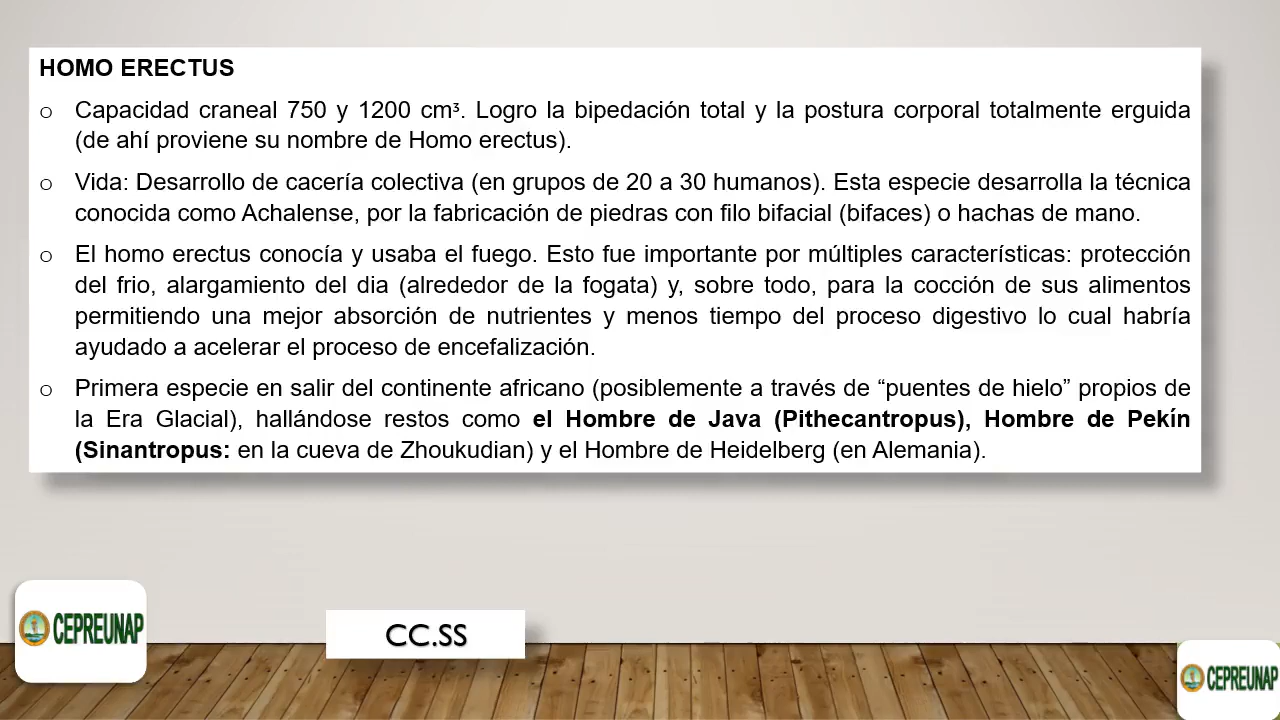 HOMO ERECTUS
o Capacidad craneal 750 y 1200 cm³. Logro la bipedación total y la postura corporal totalmente erguida
(de ahí proviene su nombre de Homo erectus).
o Vida: Desarrollo de cacería colectiva (en grupos de 20 a 30 humanos). Esta especie desarrolla la técnica
conocida como Achalense, por la fabricación de piedras con filo bifacial (bifaces) o hachas de mano.
o El homo erectus conocía y usaba el fuego. Esto fue importante por múltiples características: protección
del frio, alargamiento del dia (alrededor de la fogata) y, sobre todo, para la cocción de sus alimentos
permitiendo una mejor absorción de nutrientes y menos tiempo del proceso digestivo lo cual habría
ayudado a acelerar el proceso de encefalización.
o Primera especie en salir del continente africano (posiblemente a través de “puentes de hielo” propios de
la Era Glacial), hallándose restos como el Hombre de Java (Pithecantropus), Hombre de Pekín
(Sinantropus: en la cueva de Zhoukudian) y el Hombre de Heidelberg (en Alemania).
CEPREUNAP
CC.SS
CEPREUNAP